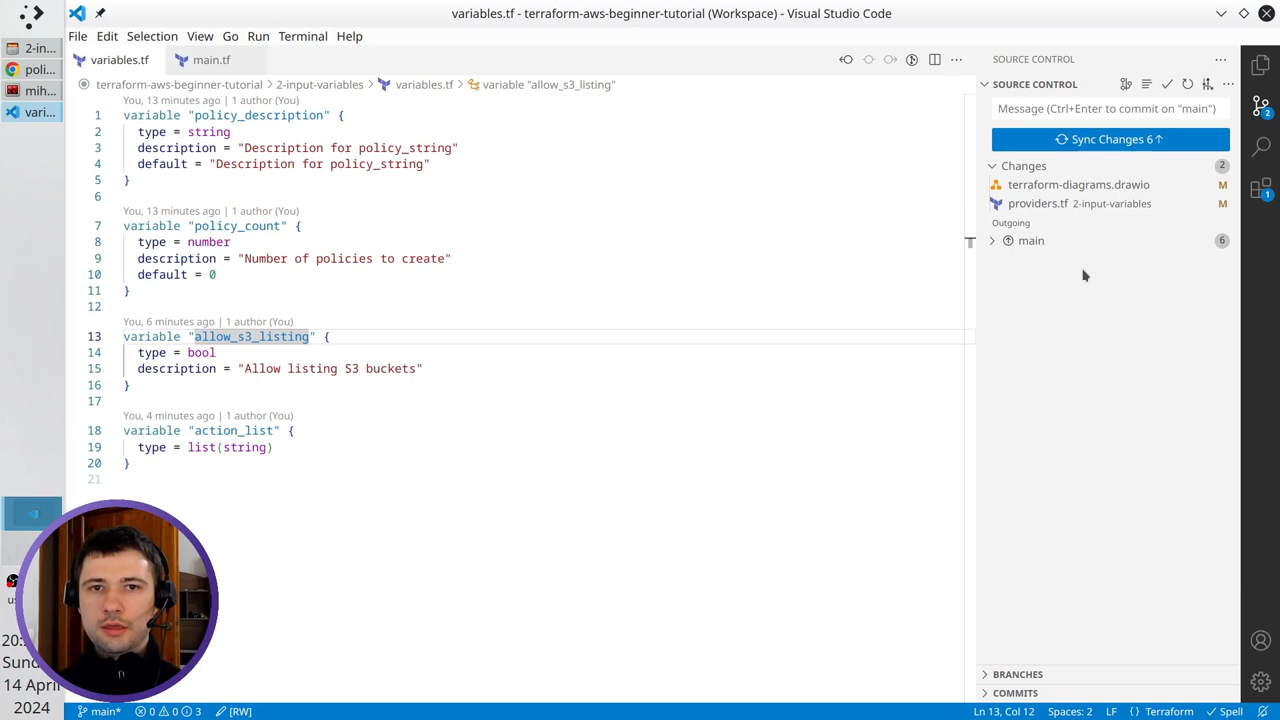 variables.tf - terraform-aws-beginner-tutorial (Workspace) - Visual Studio Code
File Edit Selection View Go Run Terminal Help
2-in...
poli...
mih...
vari...
variables.tf
main.tf
terraform-aws-beginner-tutorial > 2-input-variables > variables.tf > variable "allow_s3_listing"
You, 13 minutes ago | 1 author (You)
1 variable "policy_description" {
2 type = string
3 description = "Description for policy_string"
4 default = "Description for policy_string"
5 }
6
You, 13 minutes ago | 1 author (You)
7 variable "policy_count" {
8 type = number
9 description = "Number of policies to create"
10 default = 0
11 }
12
You, 6 minutes ago | 1 author (You)
13 variable "allow_s3_listing" {
14 type = bool
15 description = "Allow listing S3 buckets"
16 }
17
You, 4 minutes ago | 1 author (You)
18 variable "action_list" {
19 type = list(string)
20 }
21
SOURCE CONTROL
SOURCE CONTROL
Message (Ctrl+Enter to commit on "main")
Sync Changes 6↑
Changes 2
terraform-diagrams.drawio M
providers.tf 2-input-variables M
Outgoing
main 6
BRANCHES
COMMITS
2
1
Sund
14 April
2024
main* 0 0 3 [RW]
Ln 13, Col 12 Spaces: 2 LF {} Terraform Spell